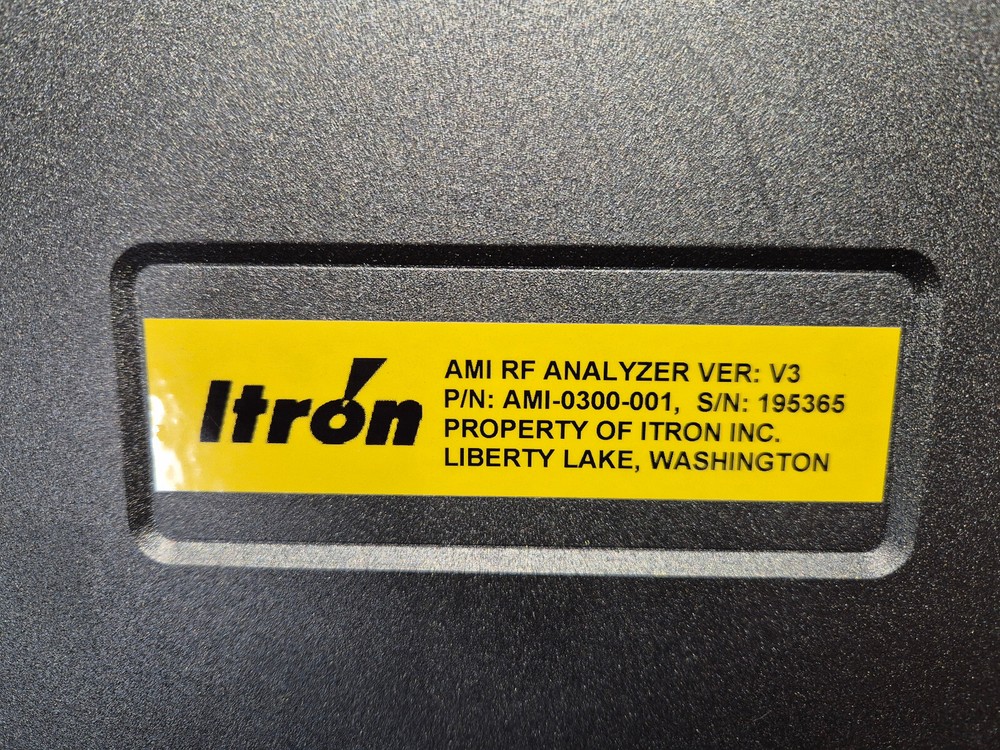 Itron
AMI RF ANALYZER VER: V3
P/N: AMI-0300-001, S/N: 195365
PROPERTY OF ITRON INC.
LIBERTY LAKE, WASHINGTON